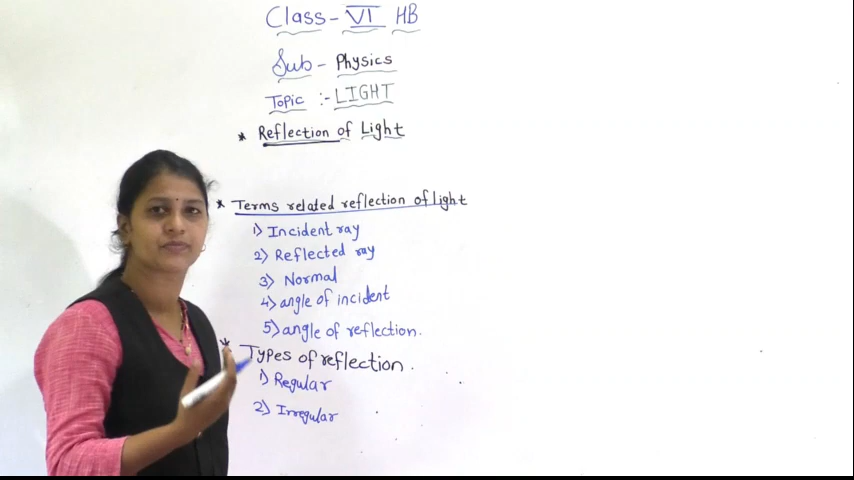 Class - VI HB
Sub - Physics
Topic :- LIGHT
* Reflection of Light
* Terms related reflection of light
1) Incident ray
2) Reflected ray
3) Normal
4) angle of incident
5) angle of reflection.
* Types of reflection.
1) Regular
2) Irregular